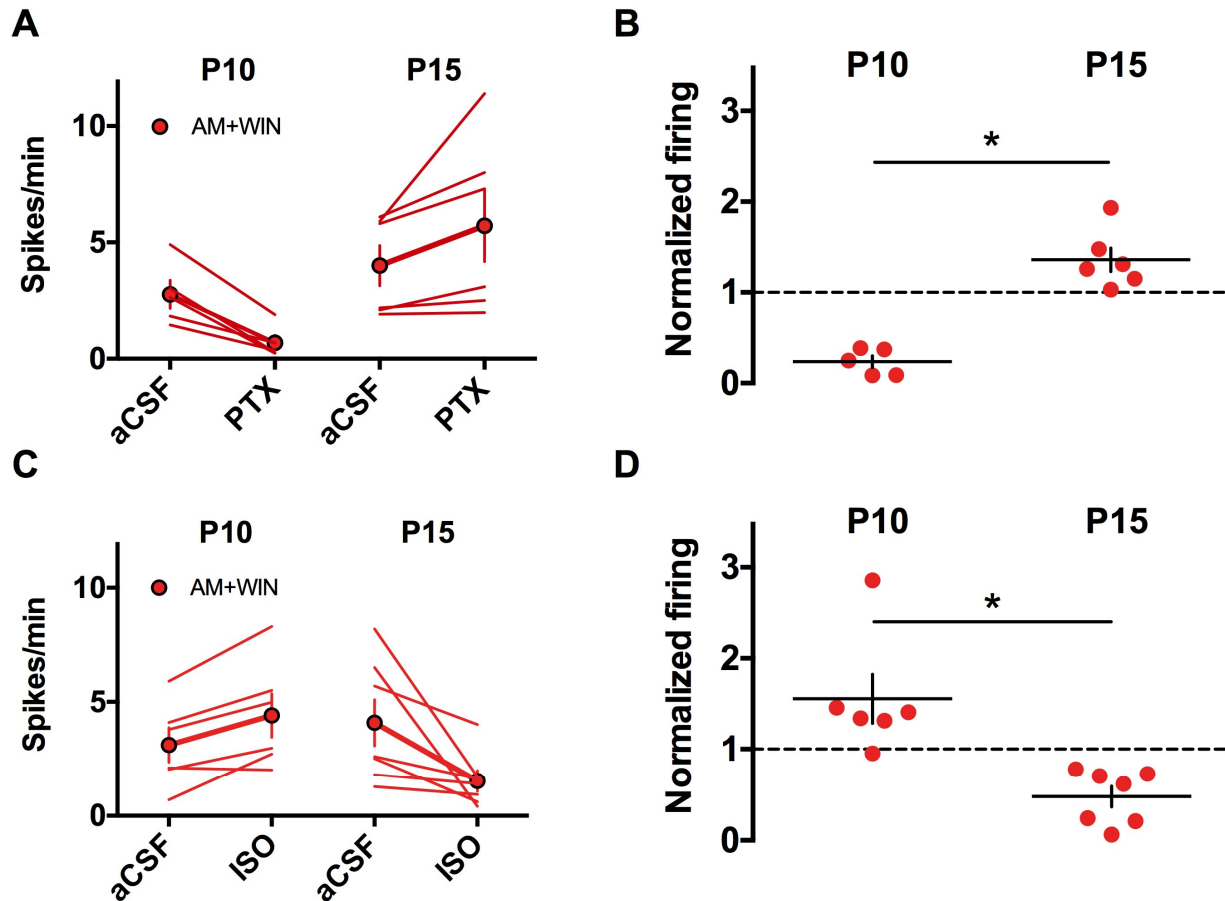 A
P10 P15
AM+WIN
Spikes/min
10
5
0
aCSF PTX aCSF PTX
B
P10 P15
Normalized firing
3
2
1
0
*
C
P10 P15
AM+WIN
Spikes/min
10
5
0
aCSF ISO aCSF ISO
D
P10 P15
Normalized firing
3
2
1
0
*